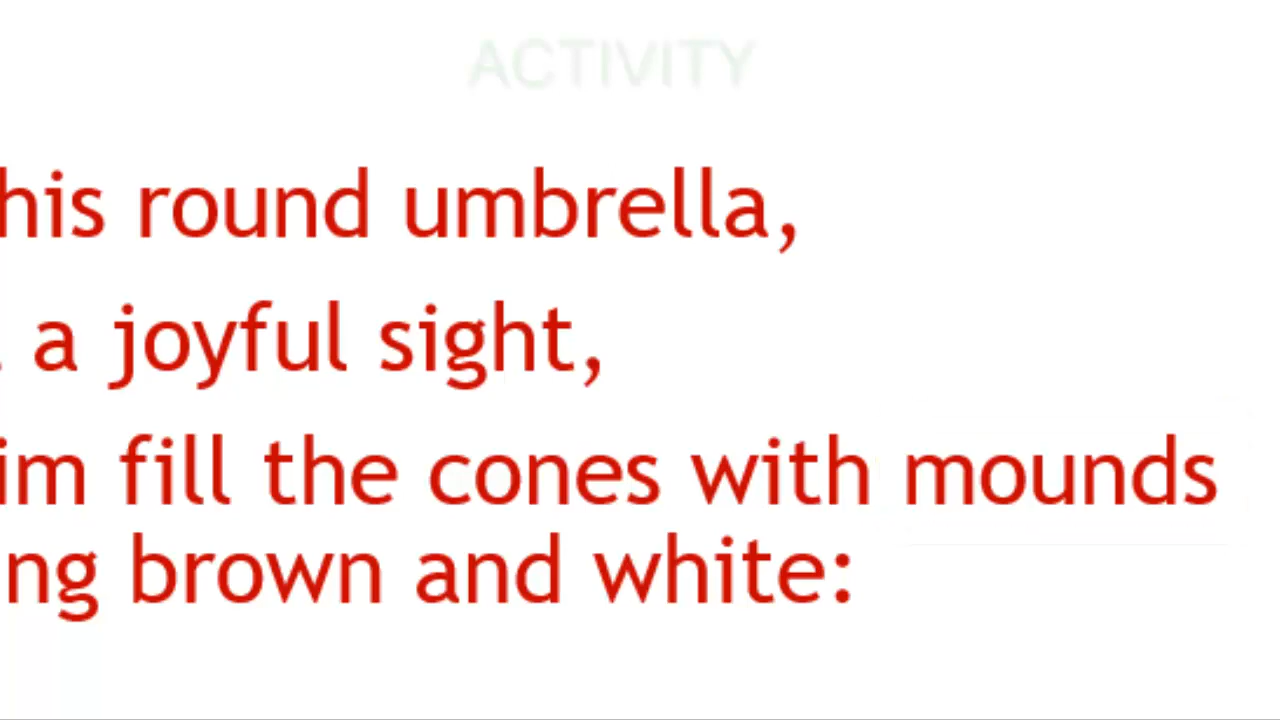 ACTIVITY
his round umbrella,
a joyful sight,
im fill the cones with mounds
ng brown and white: